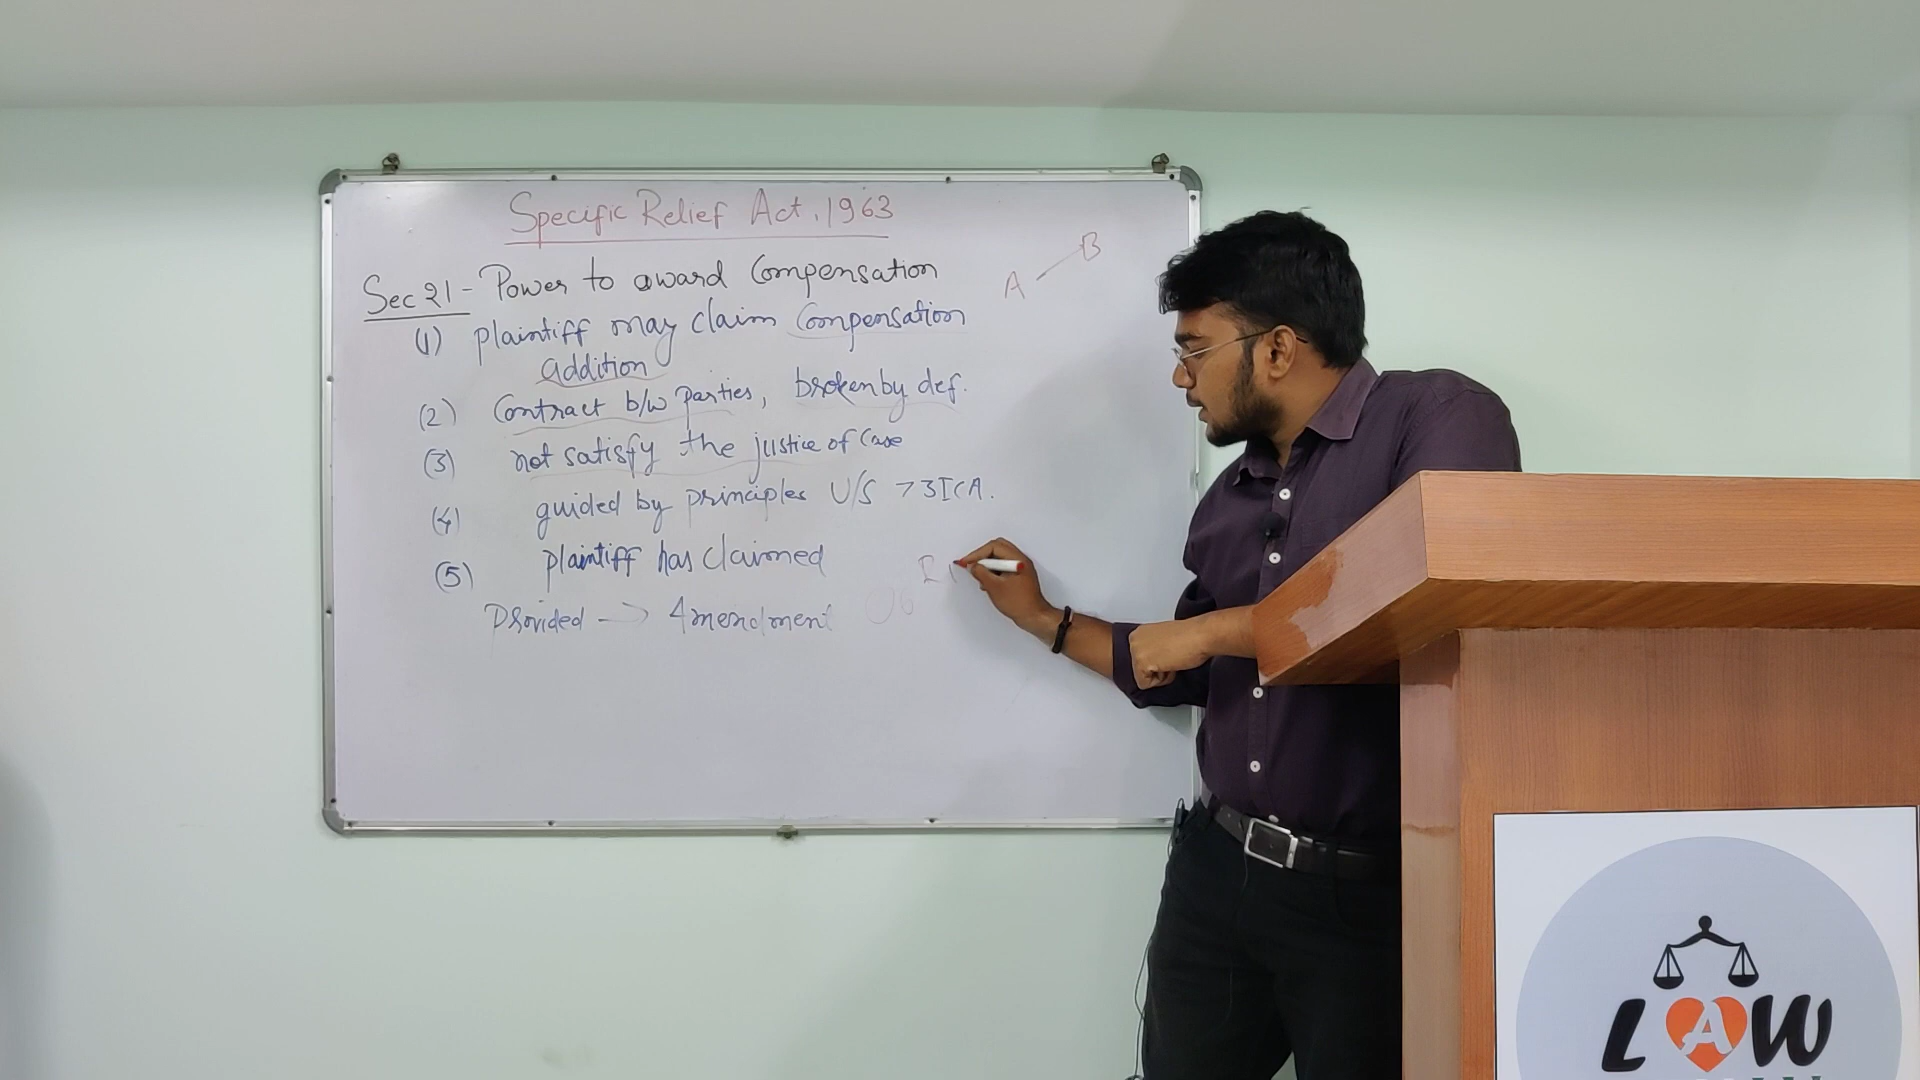 Specific Relief Act, 1963
Sec 21 - Power to award Compensation
(1) plaintiff may claim Compensation
addition
(2) Contract b/w parties, broken by def.
(3) not satisfy the justice of Case
(4) guided by principles U/S 73 ICA.
(5) plaintiff has claimed
Provided → Amendment
A — B
LAW